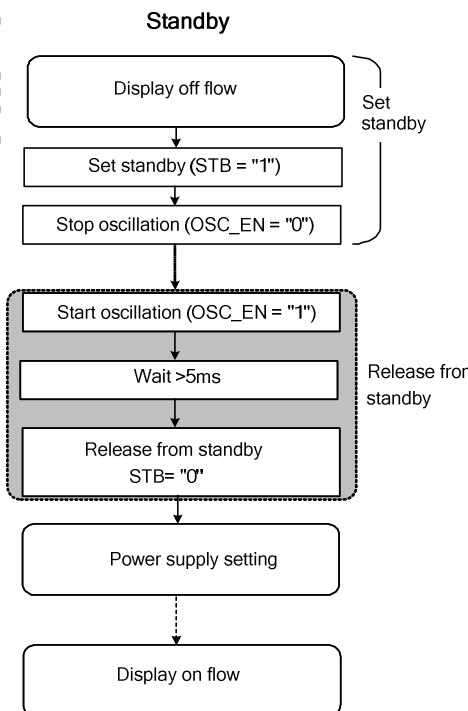 Standby
Display off flow
Set
standby
Set standby (STB = "1")
Stop oscillation (OSC_EN = "0")
Start oscillation (OSC_EN = "1")
Wait >5ms
Release from standby
STB= "0"
Release
standby
Power supply setting
Display on flow